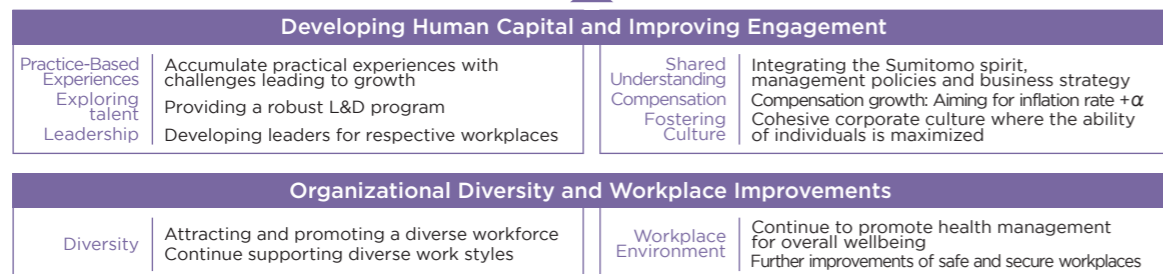 Developing Human Capital and Improving Engagement
Practice-Based
Experiences
Accumulate practical experiences with
challenges leading to growth
Exploring
talent
Providing a robust L&D program
Leadership
Developing leaders for respective workplaces
Shared
Understanding
Integrating the Sumitomo spirit,
management policies and business strategy
Compensation
Compensation growth: Aiming for inflation rate +α
Fostering
Culture
Cohesive corporate culture where the ability
of individuals is maximized
Organizational Diversity and Workplace Improvements
Diversity
Attracting and promoting a diverse workforce
Continue supporting diverse work styles
Workplace
Environment
Continue to promote health management
for overall wellbeing
Further improvements of safe and secure workplaces